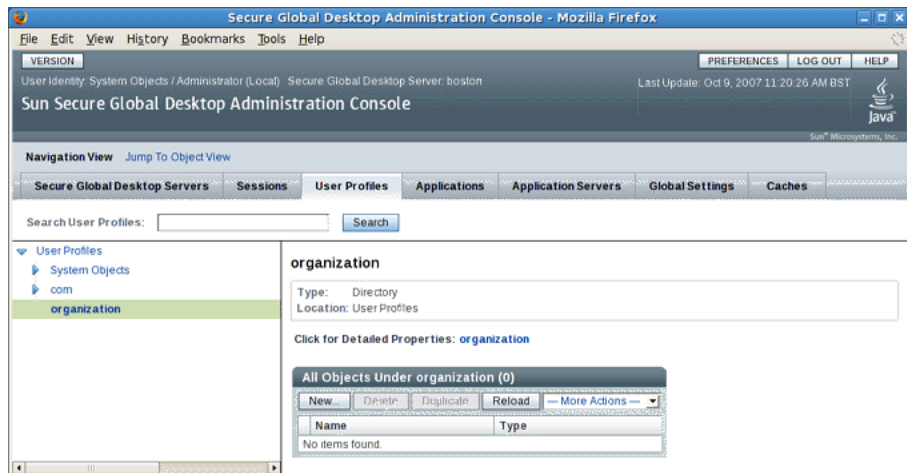 Secure Global Desktop Administration Console - Mozilla Firefox
File Edit View History Bookmarks Tools Help
VERSION PREFERENCES LOG OUT HELP
User Identity: System Objects / Administrator (Local) Secure Global Desktop Server: boston Last Update: Oct 9, 2007 11:20:26 AM BST
Sun Secure Global Desktop Administration Console
Java
Sun™ Microsystems, Inc.
Navigation View Jump To Object View
Secure Global Desktop Servers Sessions User Profiles Applications Application Servers Global Settings Caches
Search User Profiles: Search
User Profiles
System Objects
com
organization
organization
Type: Directory
Location: User Profiles
Click for Detailed Properties: organization
All Objects Under organization (0)
New... Delete Duplicate Reload — More Actions —
Name Type
No items found.